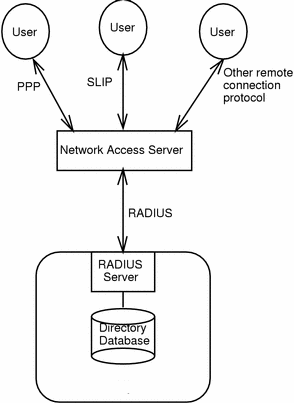 User
User
User
PPP
SLIP
Other remote
connection
protocol
Network Access Server
RADIUS
RADIUS
Server
Directory
Database